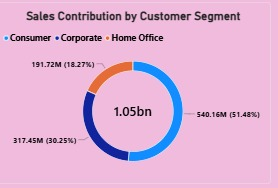 Sales Contribution by Customer Segment
Consumer Corporate Home Office
191.72M (18.27%)
1.05bn
540.16M (51.48%)
317.45M (30.25%)